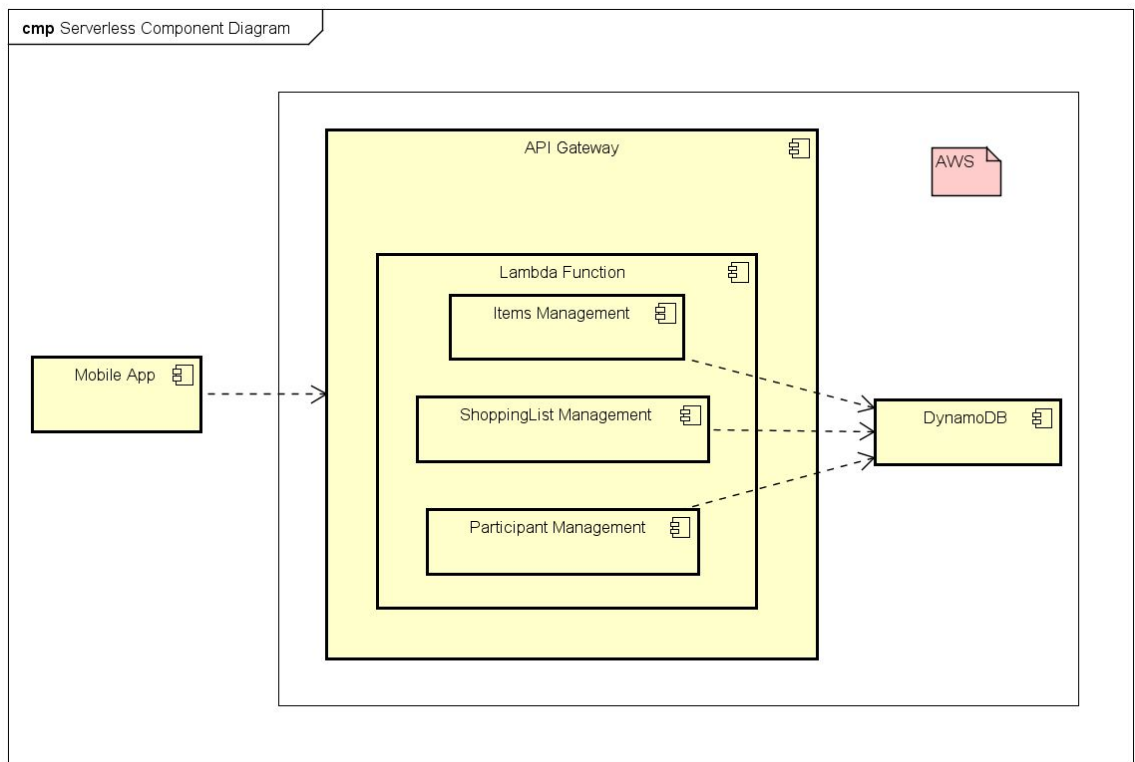 cmp Serverless Component Diagram
API Gateway
AWS
Lambda Function
Items Management
Mobile App
ShoppingList Management
DynamoDB
Participant Management